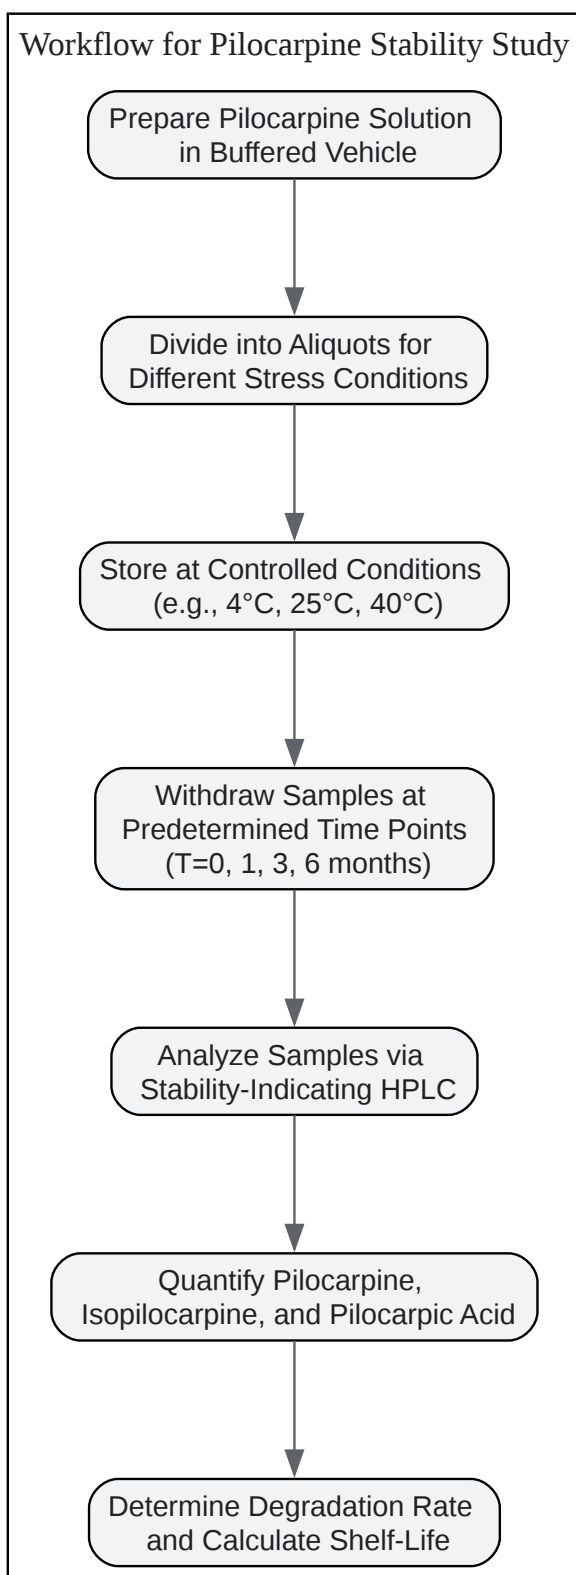 Workflow for Pilocarpine Stability Study
Prepare Pilocarpine Solution
in Buffered Vehicle
Divide into Aliquots for
Different Stress Conditions
Store at Controlled Conditions
(e.g., 4°C, 25°C, 40°C)
Withdraw Samples at
Predetermined Time Points
(T=0, 1, 3, 6 months)
Analyze Samples via
Stability-Indicating HPLC
Quantify Pilocarpine,
Isopilocarpine, and Pilocarpic Acid
Determine Degradation Rate
and Calculate Shelf-Life